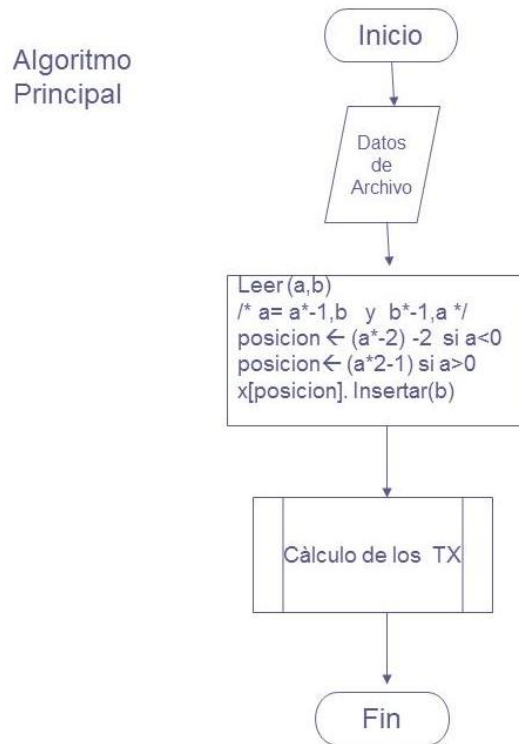 Algoritmo
Principal
Inicio
Datos
de
Archivo
Leer (a,b)
/* a= a*-1,b y b*-1,a */
posicion ← (a*-2) -2 si a<0
posicion← (a*2-1) si a>0
x[posicion]. Insertar(b)
Càlculo de los TX
Fin